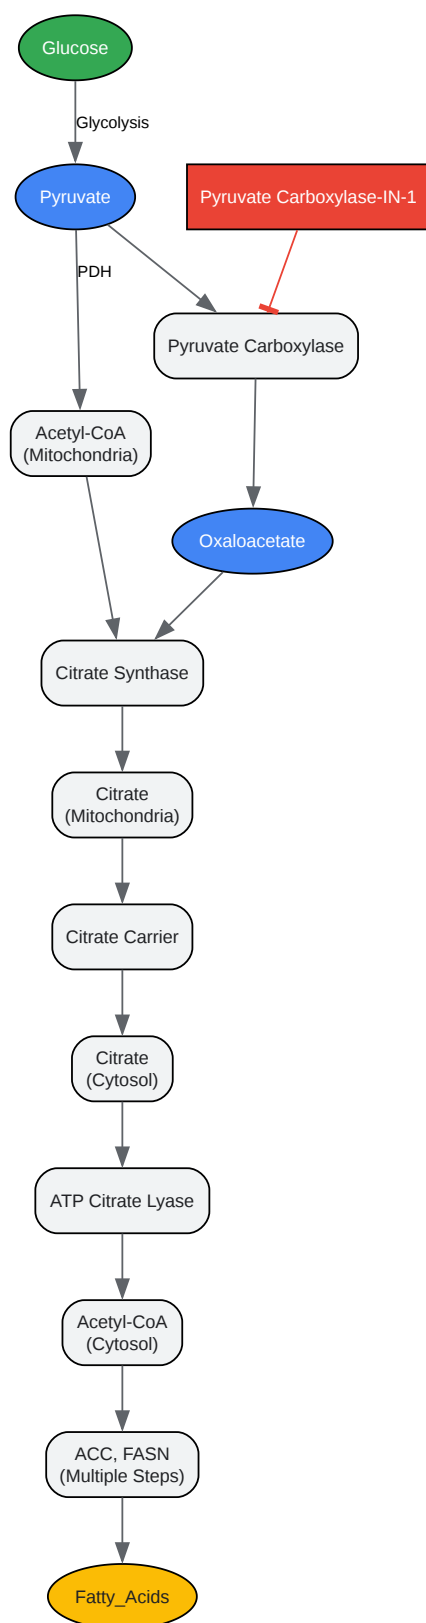 Glucose
Glycolysis
Pyruvate
Pyruvate Carboxylase-IN-1
PDH
Pyruvate Carboxylase
Acetyl-CoA
(Mitochondria)
Oxaloacetate
Citrate Synthase
Citrate
(Mitochondria)
Citrate Carrier
Citrate
(Cytosol)
ATP Citrate Lyase
Acetyl-CoA
(Cytosol)
ACC, FASN
(Multiple Steps)
Fatty_Acids